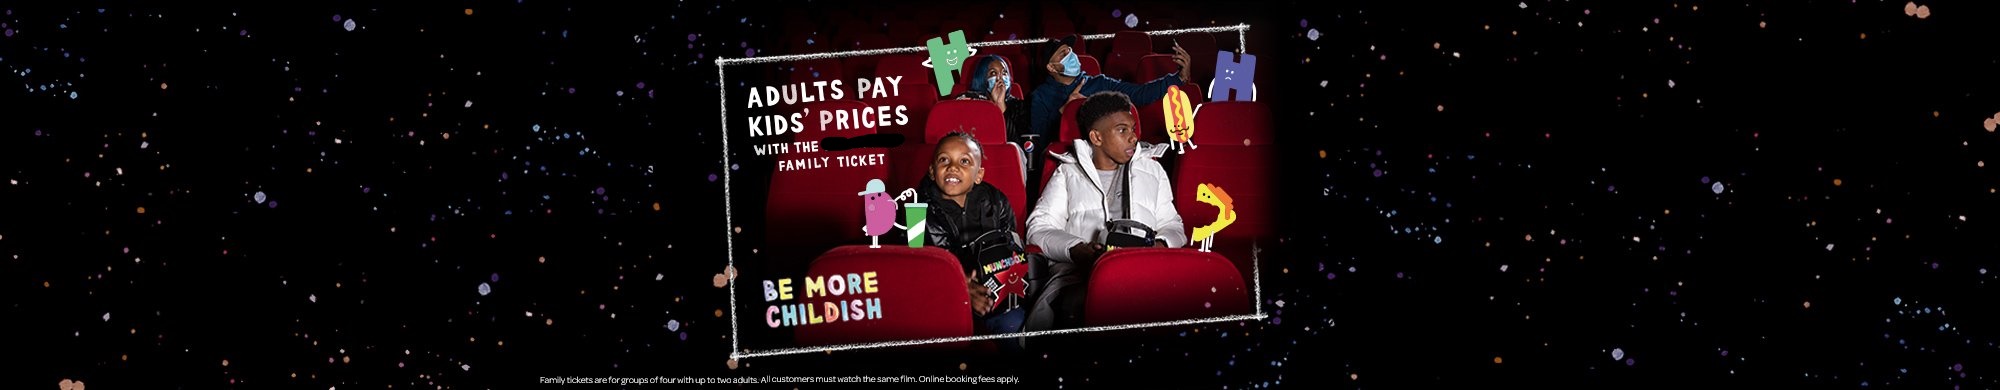 ADULTS PAY
KIDS' PRICES
WITH THE
FAMILY TICKET
MUNCHBOX
BE MORE
CHILDISH
Family tickets are for groups of four with up to two adults. All customers must watch the same film. Online booking fees apply.